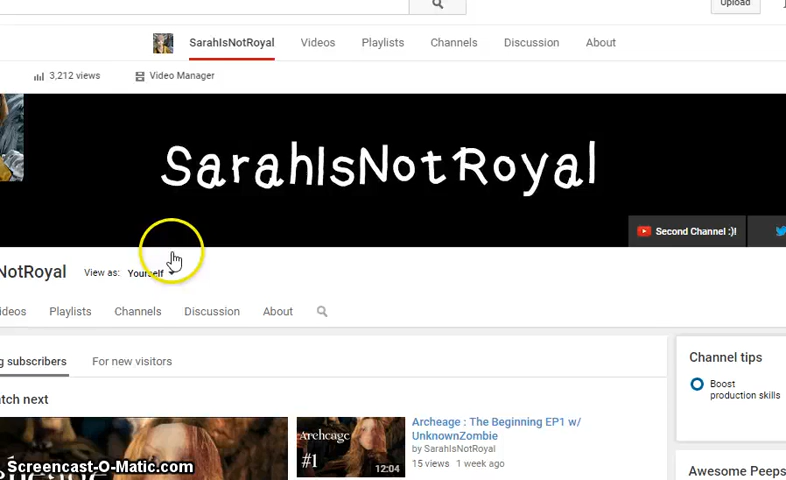 Upload
SarahIsNotRoyal Videos Playlists Channels Discussion About
3,212 views Video Manager
SarahIsNotRoyal
Second Channel :)!
NotRoyal View as: Yourself
ideos Playlists Channels Discussion About
g subscribers For new visitors
atch next
Archeage : The Beginning EP1 w/
UnknownZombie
by SarahIsNotRoyal
15 views 1 week ago
Archeage
#1
12:04
Channel tips
Boost
production skills
Awesome Peeps
Screencast-O-Matic.com